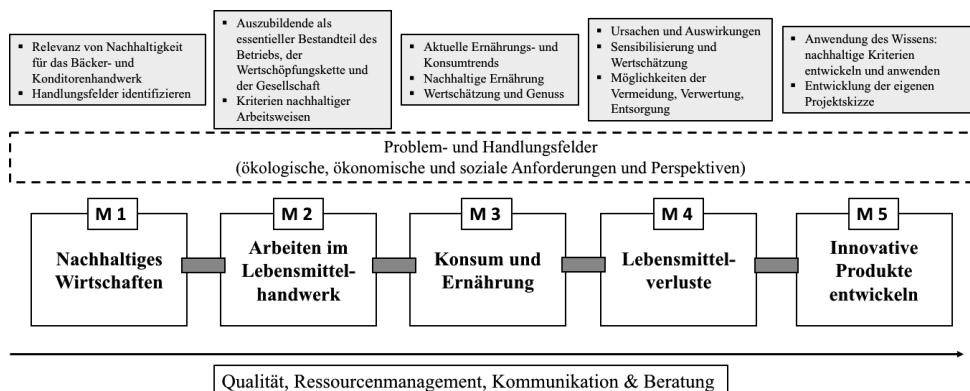 ▪ Relevanz von Nachhaltigkeit
für das Bäcker- und
Konditorenhandwerk
▪ Handlungsfelder identifizieren
▪ Auszubildende als
essentieller Bestandteil des
Betriebs, der
Wertschöpfungskette und
der Gesellschaft
▪ Kriterien nachhaltiger
Arbeitsweisen
▪ Aktuelle Ernährungs- und
Konsumtrends
▪ Nachhaltige Ernährung
▪ Wertschätzung und Genuss
▪ Ursachen und Auswirkungen
▪ Sensibilisierung und
Wertschätzung
▪ Möglichkeiten der
Vermeidung, Verwertung,
Entsorgung
▪ Anwendung des Wissens:
nachhaltige Kriterien
entwickeln und anwenden
▪ Entwicklung der eigenen
Projektskizze
Problem- und Handlungsfelder
(ökologische, ökonomische und soziale Anforderungen und Perspektiven)
M 1
Nachhaltiges
Wirtschaften
M 2
Arbeiten im
Lebensmittel-
handwerk
M 3
Konsum und
Ernährung
M 4
Lebensmittel-
verluste
M 5
Innovative
Produkte
entwickeln
Qualität, Ressourcenmanagement, Kommunikation & Beratung